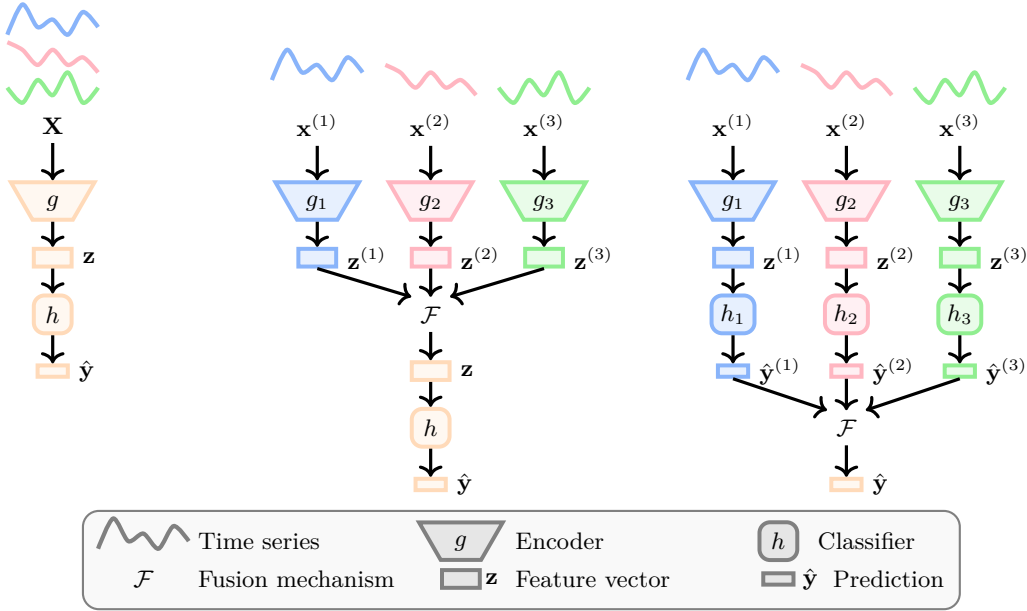 X x⁽¹⁾ x⁽²⁾ x⁽³⁾ x⁽¹⁾ x⁽²⁾ x⁽³⁾
g g₁ g₂ g₃ g₁ g₂ g₃
z z⁽¹⁾ z⁽²⁾ z⁽³⁾ z⁽¹⁾ z⁽²⁾ z⁽³⁾
h ℱ h₁ h₂ h₃
ŷ z ŷ⁽¹⁾ ŷ⁽²⁾ ŷ⁽³⁾
h ℱ
ŷ ŷ
Time series g Encoder h Classifier
ℱ Fusion mechanism z Feature vector ŷ Prediction